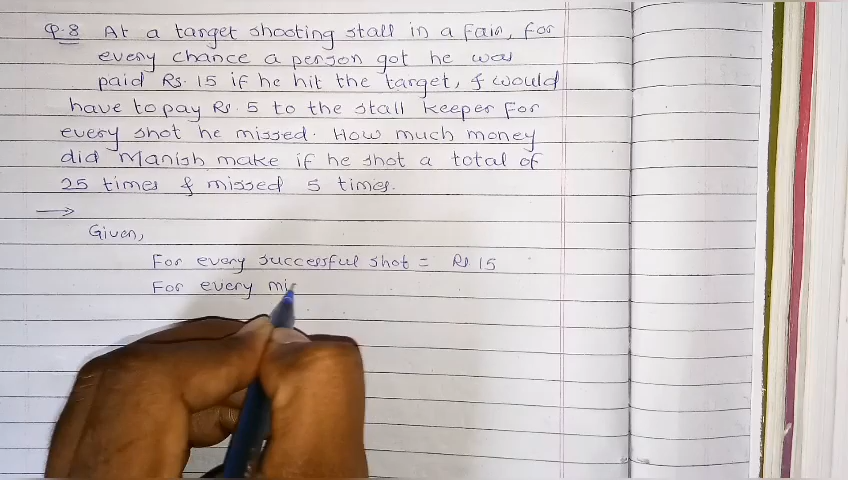 Q.8 At a target shooting stall in a fair, for
every chance a person got he was
paid Rs. 15 if he hit the target, & would
have to pay Rs. 5 to the stall keeper for
every shot he missed. How much money
did Manish make if he shot a total of
25 times & missed 5 times.
→
Given,
For every successful shot = Rs 15
For every mi